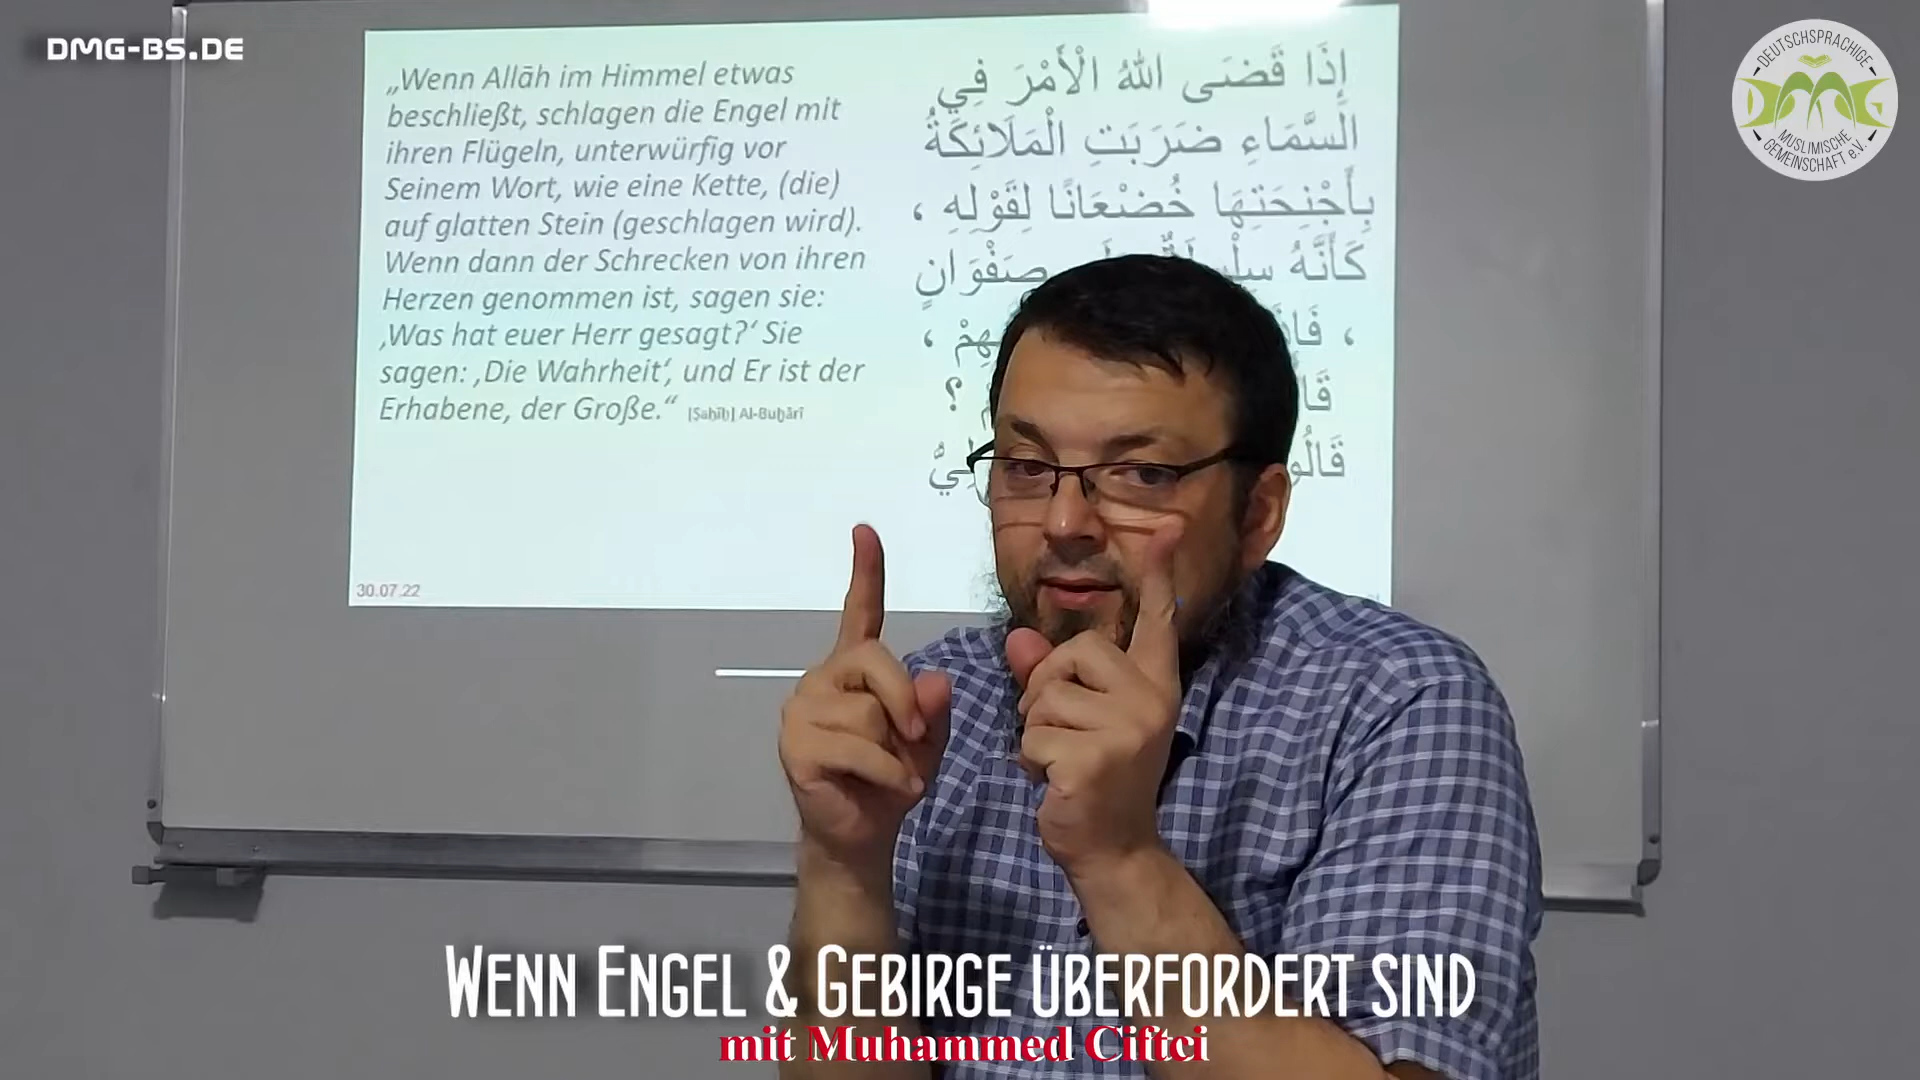 DMG-BS.DE
DEUTSCHSPRACHIGE
DMG
MUSLIMISCHE
GEMEINSCHAFT e.V.
„Wenn Allāh im Himmel etwas
beschließt, schlagen die Engel mit
ihren Flügeln, unterwürfig vor
Seinem Wort, wie eine Kette, (die)
auf glatten Stein (geschlagen wird).
Wenn dann der Schrecken von ihren
Herzen genommen ist, sagen sie:
‚Was hat euer Herr gesagt?‘ Sie
sagen: ‚Die Wahrheit‘, und Er ist der
Erhabene, der Große.“ [Ṣaḥīḥ] Al-Buḫārī
إِذَا قَضَى اللهُ الْأَمْرَ فِي
السَّمَاءِ ضَرَبَتِ الْمَلَائِكَةُ
بِأَجْنِحَتِهَا خُضْعَانًا لِقَوْلِهِ ،
كَأَنَّهُ صَفْوَانٍ
،
؟
30.07.22
WENN ENGEL & GEBIRGE ÜBERFORDERT SIND
mit Muhammed Ciftci